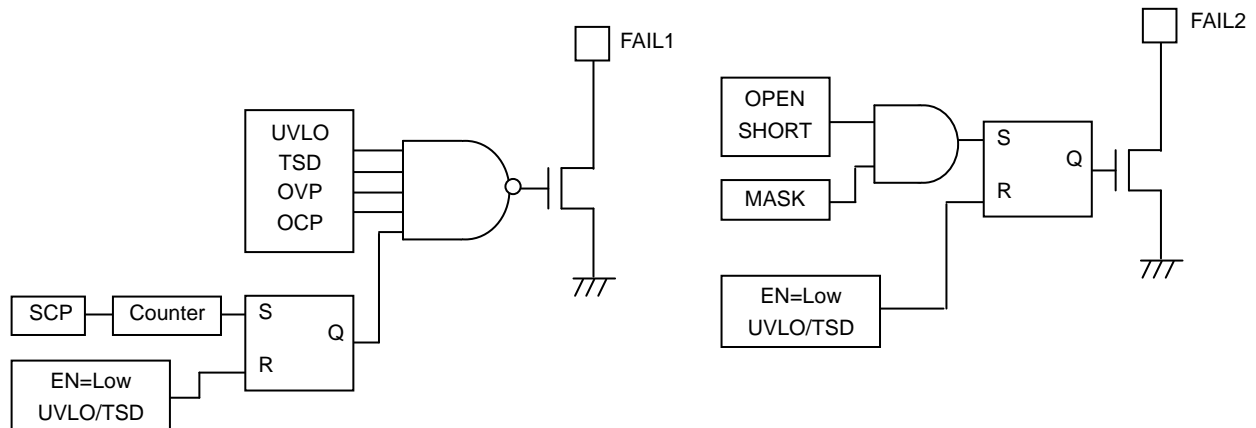 FAIL1
UVLO
TSD
OVP
OCP
SCP
Counter
S
Q
R
EN=Low
UVLO/TSD
FAIL2
OPEN
SHORT
MASK
S
Q
R
EN=Low
UVLO/TSD